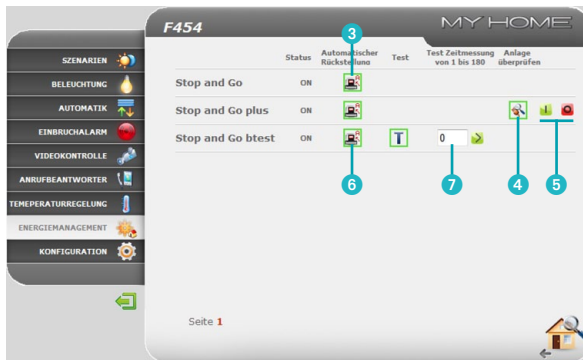 F454
MY HOME
3
Status
Automatischer Rückstellung
Test
Test Zeitmessung von 1 bis 180
Anlage überprüfen
SZENARIEN
BELEUCHTUNG
AUTOMATIK
EINBRUCHALARM
VIDEOKONTROLLE
ANRUFBEANTWORTER
TEMEPERATURREGELUNG
ENERGIEMANAGEMENT
KONFIGURATION
Stop and Go ON
Stop and Go plus ON
Stop and Go btest ON T 0
6
7
4
5
Seite 1